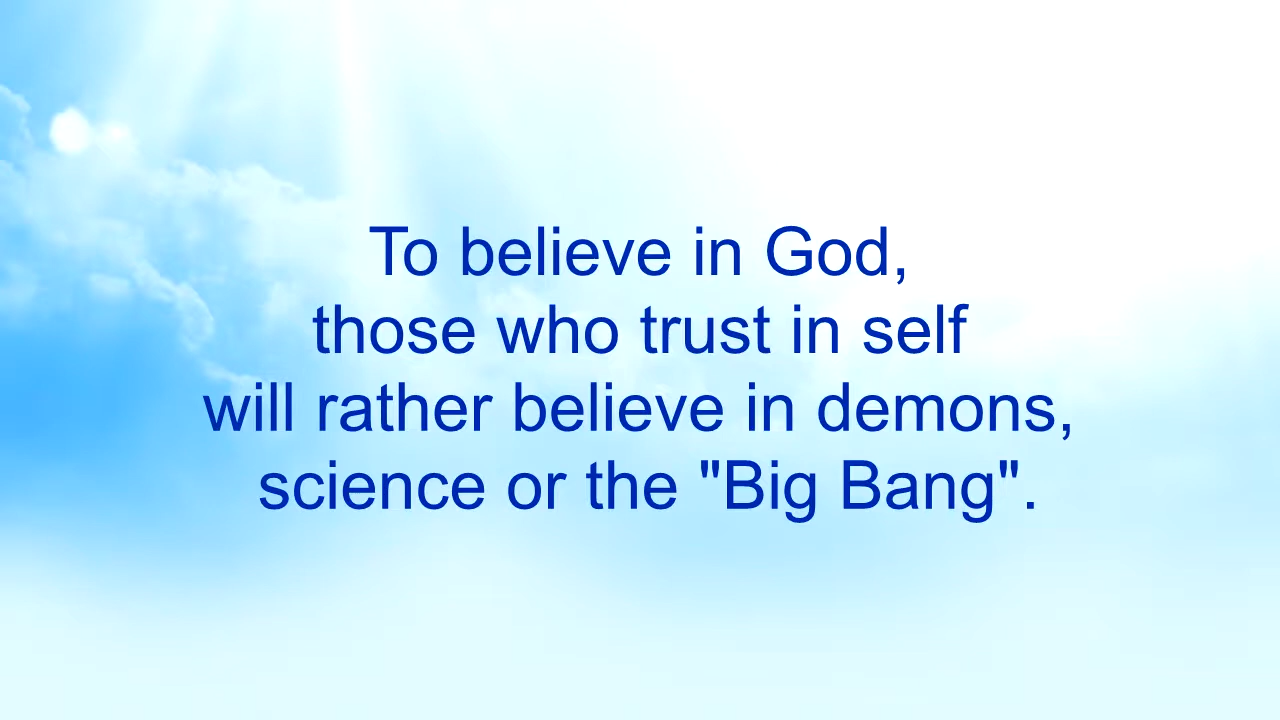 To believe in God,
those who trust in self
will rather believe in demons,
science or the "Big Bang".